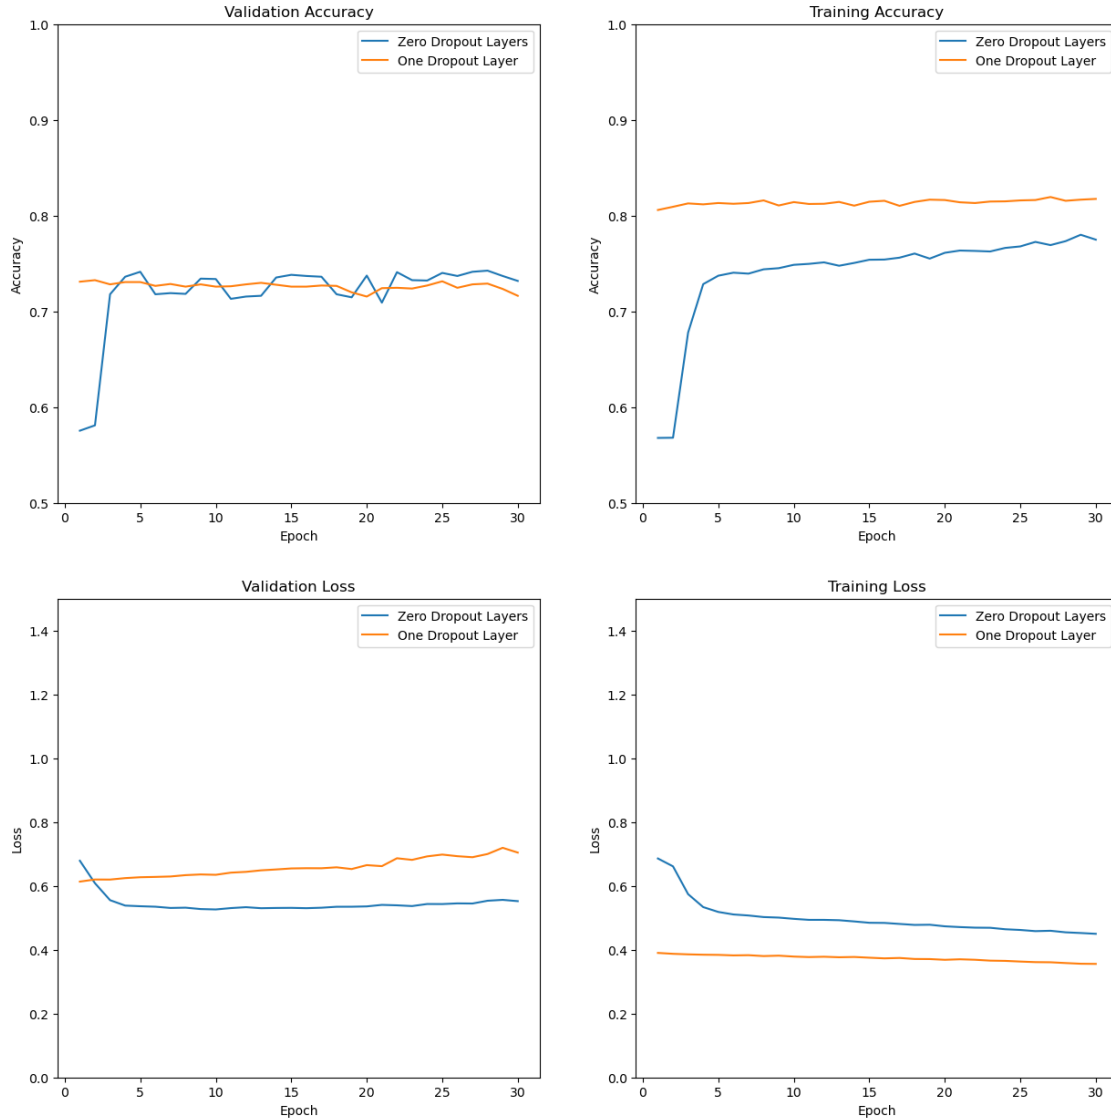 Validation Accuracy
1.0
0.9
0.8
0.7
0.6
0.5
Accuracy
Zero Dropout Layers
One Dropout Layer
0 5 10 15 20 25 30
Epoch
Training Accuracy
1.0
0.9
0.8
0.7
0.6
0.5
Accuracy
Zero Dropout Layers
One Dropout Layer
0 5 10 15 20 25 30
Epoch
Validation Loss
1.4
1.2
1.0
0.8
0.6
0.4
0.2
0.0
Loss
Zero Dropout Layers
One Dropout Layer
0 5 10 15 20 25 30
Epoch
Training Loss
1.4
1.2
1.0
0.8
0.6
0.4
0.2
0.0
Loss
Zero Dropout Layers
One Dropout Layer
0 5 10 15 20 25 30
Epoch